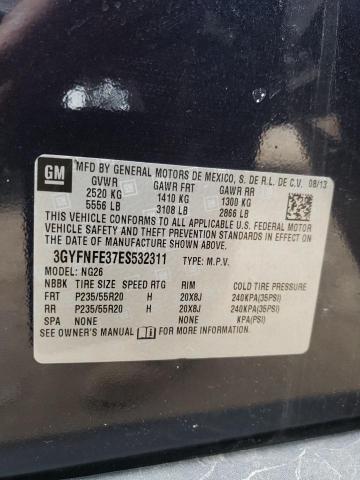 GM
MFD BY GENERAL MOTORS DE MEXICO, S. DE R.L. DE C.V. 08/13
GVWR GAWR FRT GAWR RR
2520 KG 1410 KG 1300 KG
5556 LB 3108 LB 2866 LB
THIS VEHICLE CONFORMS TO ALL APPLICABLE U.S. FEDERAL MOTOR
VEHICLE SAFETY, BUMPER, AND THEFT PREVENTION STANDARDS IN
EFFECT ON THE DATE OF MANUFACTURE SHOWN ABOVE.
3GYFNFE37ES532311 TYPE: M.P.V.
MODEL: NG26
NBBK TIRE SIZE SPEED RTG RIM COLD TIRE PRESSURE
FRT P235/55R20 H 20X8J 240KPA(35PSI)
RR P235/55R20 H 20X8J 240KPA(35PSI)
SPA NONE NONE KPA(PSI)
SEE OWNER'S MANUAL FOR ADDITIONAL INFORMATION.